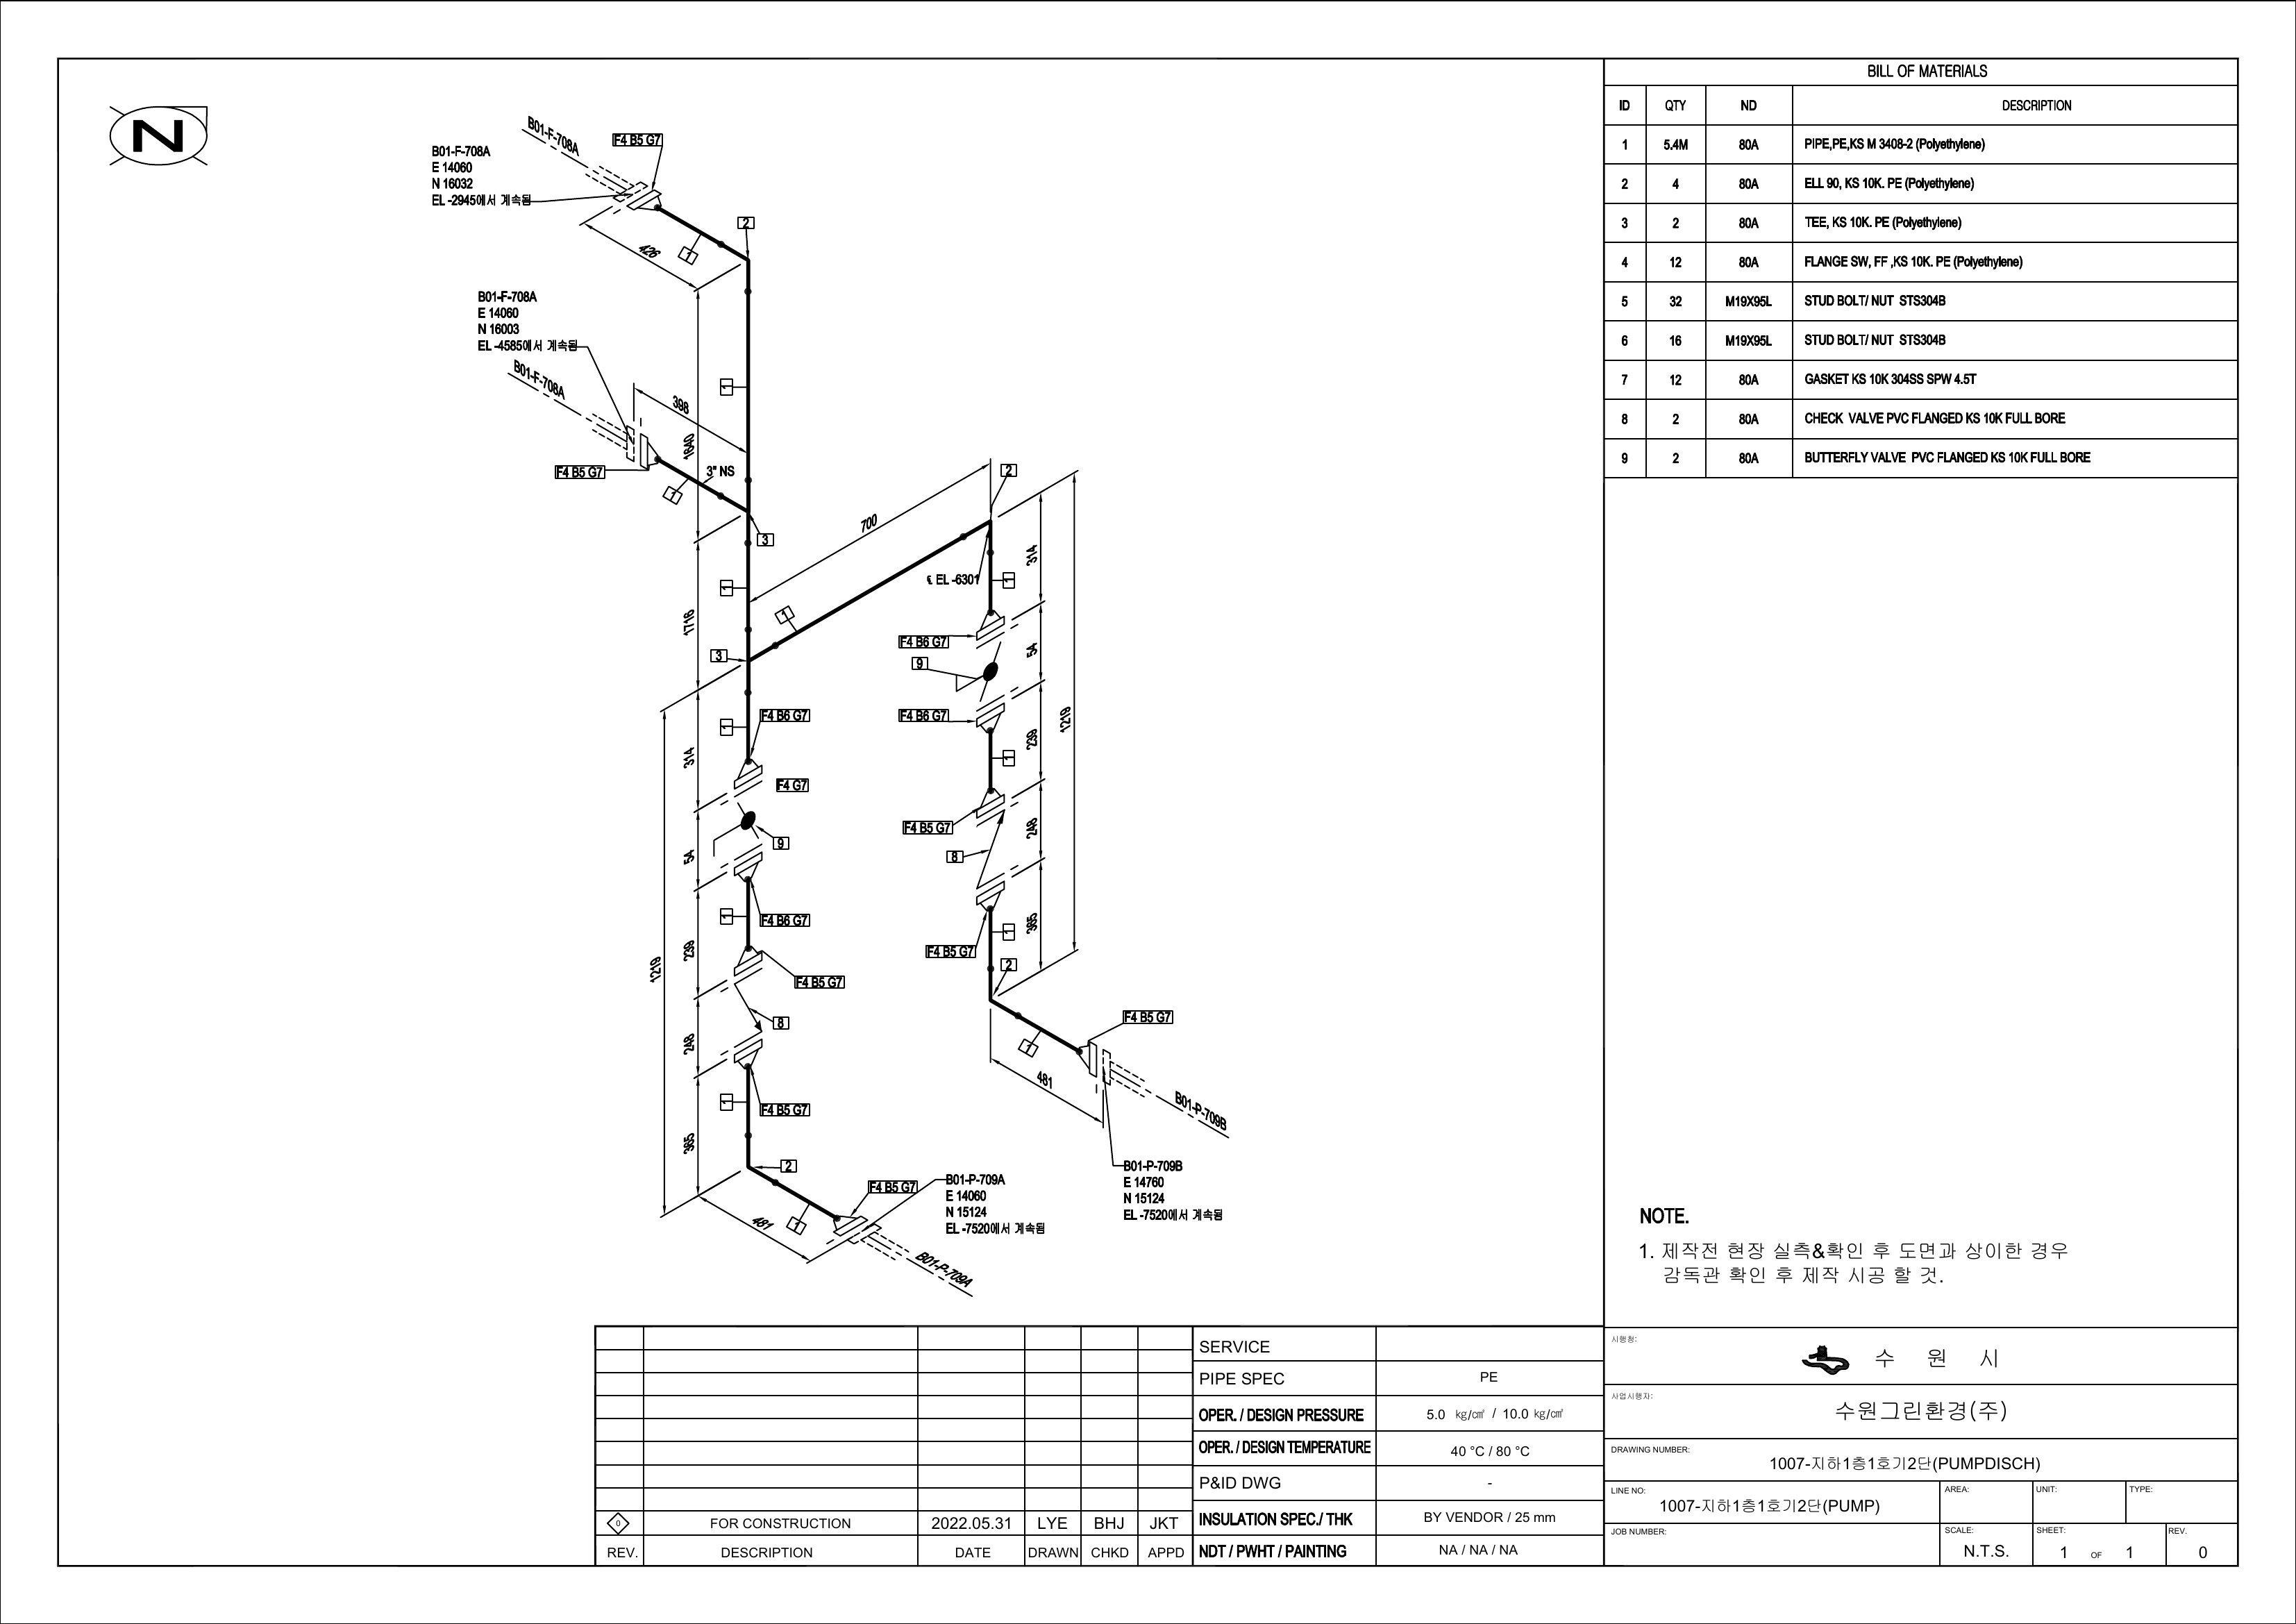 N
B01-F-708A
F4 B5 G7
B01-F-708A
E 14060
N 16032
EL -2945에서 계속됨
2
1
426
B01-F-708A
E 14060
N 16003
EL -4585에서 계속됨
B01-F-708A
1
398
1640
3" NS
F4 B5 G7
1
3
2
700
314
℄ EL -6301
1
1
1716
1
F4 B6 G7
54
3
9
F4 B6 G7
F4 B6 G7
1
1219
239
314
1
F4 G7
F4 B5 G7
248
9
8
54
1
F4 B6 G7
365
1
239
F4 B5 G7
2
1219
F4 B5 G7
8
F4 B5 G7
248
1
481
1
F4 B5 G7
B01-P-709B
365
2
B01-P-709B
E 14760
N 15124
EL -7520에서 계속됨
F4 B5 G7
B01-P-709A
E 14060
N 15124
EL -7520에서 계속됨
481
1
B01-P-709A
BILL OF MATERIALS
ID QTY ND DESCRIPTION
1 5.4M 80A PIPE,PE,KS M 3408-2 (Polyethylene)
2 4 80A ELL 90, KS 10K. PE (Polyethylene)
3 2 80A TEE, KS 10K. PE (Polyethylene)
4 12 80A FLANGE SW, FF ,KS 10K. PE (Polyethylene)
5 32 M19X95L STUD BOLT/ NUT STS304B
6 16 M19X95L STUD BOLT/ NUT STS304B
7 12 80A GASKET KS 10K 304SS SPW 4.5T
8 2 80A CHECK VALVE PVC FLANGED KS 10K FULL BORE
9 2 80A BUTTERFLY VALVE PVC FLANGED KS 10K FULL BORE
NOTE.
1. 제작전 현장 실측&확인 후 도면과 상이한 경우
감독관 확인 후 제작 시공 할 것.
0 FOR CONSTRUCTION 2022.05.31 LYE BHJ JKT
REV. DESCRIPTION DATE DRAWN CHKD APPD
SERVICE
PIPE SPEC PE
OPER. / DESIGN PRESSURE 5.0 ㎏/㎠ / 10.0 ㎏/㎠
OPER. / DESIGN TEMPERATURE 40 °C / 80 °C
P&ID DWG -
INSULATION SPEC./ THK BY VENDOR / 25 mm
NDT / PWHT / PAINTING NA / NA / NA
시행청:
수 원 시
사업시행자:
수원그린환경(주)
DRAWING NUMBER:
1007-지하1층1호기2단(PUMPDISCH)
LINE NO: AREA: UNIT: TYPE:
1007-지하1층1호기2단(PUMP)
JOB NUMBER: SCALE: SHEET: REV.
N.T.S. 1 OF 1 0